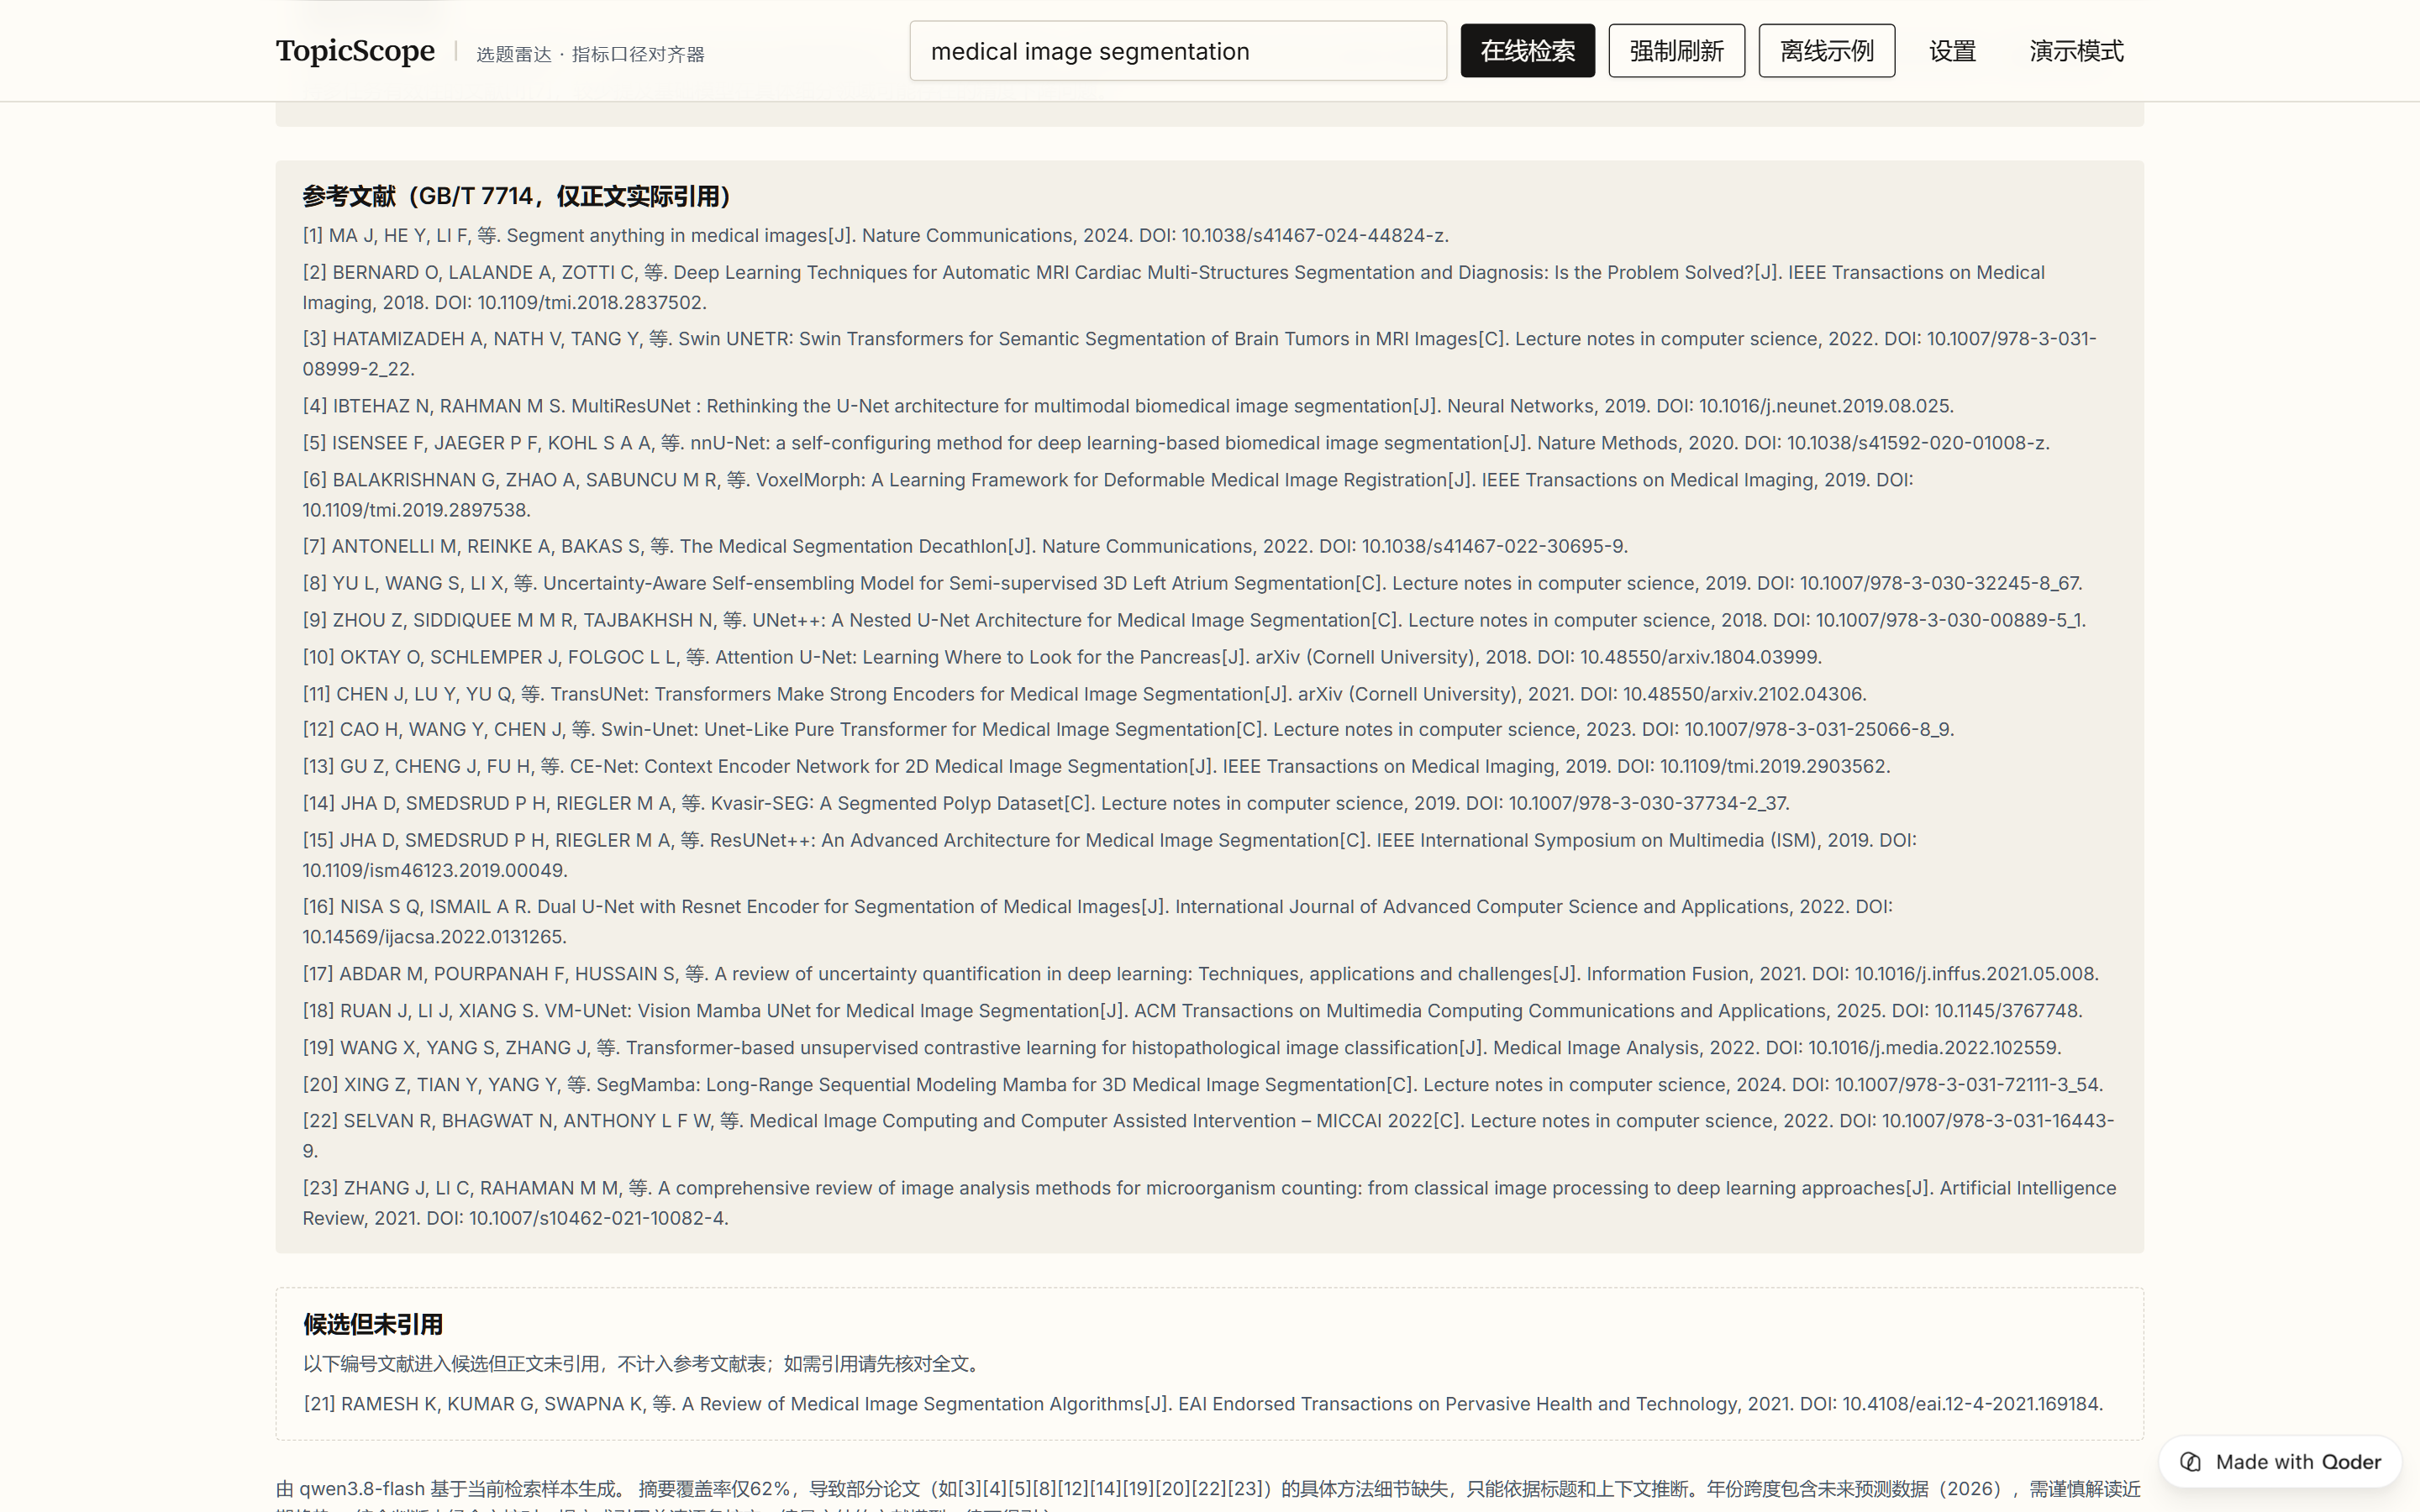 TopicScope
选题雷达 · 指标口径对齐器
medical image segmentation
在线检索
强制刷新
离线示例
设置
演示模式
参考文献（GB/T 7714，仅正文实际引用）
[1] MA J, HE Y, LI F, 等. Segment anything in medical images[J]. Nature Communications, 2024. DOI: 10.1038/s41467-024-44824-z.
[2] BERNARD O, LALANDE A, ZOTTI C, 等. Deep Learning Techniques for Automatic MRI Cardiac Multi-Structures Segmentation and Diagnosis: Is the Problem Solved?[J]. IEEE Transactions on Medical
Imaging, 2018. DOI: 10.1109/tmi.2018.2837502.
[3] HATAMIZADEH A, NATH V, TANG Y, 等. Swin UNETR: Swin Transformers for Semantic Segmentation of Brain Tumors in MRI Images[C]. Lecture notes in computer science, 2022. DOI: 10.1007/978-3-031-
08999-2_22.
[4] IBTEHAZ N, RAHMAN M S. MultiResUNet : Rethinking the U-Net architecture for multimodal biomedical image segmentation[J]. Neural Networks, 2019. DOI: 10.1016/j.neunet.2019.08.025.
[5] ISENSEE F, JAEGER P F, KOHL S A A, 等. nnU-Net: a self-configuring method for deep learning-based biomedical image segmentation[J]. Nature Methods, 2020. DOI: 10.1038/s41592-020-01008-z.
[6] BALAKRISHNAN G, ZHAO A, SABUNCU M R, 等. VoxelMorph: A Learning Framework for Deformable Medical Image Registration[J]. IEEE Transactions on Medical Imaging, 2019. DOI:
10.1109/tmi.2019.2897538.
[7] ANTONELLI M, REINKE A, BAKAS S, 等. The Medical Segmentation Decathlon[J]. Nature Communications, 2022. DOI: 10.1038/s41467-022-30695-9.
[8] YU L, WANG S, LI X, 等. Uncertainty-Aware Self-ensembling Model for Semi-supervised 3D Left Atrium Segmentation[C]. Lecture notes in computer science, 2019. DOI: 10.1007/978-3-030-32245-8_67.
[9] ZHOU Z, SIDDIQUEE M M R, TAJBAKHSH N, 等. UNet++: A Nested U-Net Architecture for Medical Image Segmentation[C]. Lecture notes in computer science, 2018. DOI: 10.1007/978-3-030-00889-5_1.
[10] OKTAY O, SCHLEMPER J, FOLGOC L L, 等. Attention U-Net: Learning Where to Look for the Pancreas[J]. arXiv (Cornell University), 2018. DOI: 10.48550/arxiv.1804.03999.
[11] CHEN J, LU Y, YU Q, 等. TransUNet: Transformers Make Strong Encoders for Medical Image Segmentation[J]. arXiv (Cornell University), 2021. DOI: 10.48550/arxiv.2102.04306.
[12] CAO H, WANG Y, CHEN J, 等. Swin-Unet: Unet-Like Pure Transformer for Medical Image Segmentation[C]. Lecture notes in computer science, 2023. DOI: 10.1007/978-3-031-25066-8_9.
[13] GU Z, CHENG J, FU H, 等. CE-Net: Context Encoder Network for 2D Medical Image Segmentation[J]. IEEE Transactions on Medical Imaging, 2019. DOI: 10.1109/tmi.2019.2903562.
[14] JHA D, SMEDSRUD P H, RIEGLER M A, 等. Kvasir-SEG: A Segmented Polyp Dataset[C]. Lecture notes in computer science, 2019. DOI: 10.1007/978-3-030-37734-2_37.
[15] JHA D, SMEDSRUD P H, RIEGLER M A, 等. ResUNet++: An Advanced Architecture for Medical Image Segmentation[C]. IEEE International Symposium on Multimedia (ISM), 2019. DOI:
10.1109/ism46123.2019.00049.
[16] NISA S Q, ISMAIL A R. Dual U-Net with Resnet Encoder for Segmentation of Medical Images[J]. International Journal of Advanced Computer Science and Applications, 2022. DOI:
10.14569/ijacsa.2022.0131265.
[17] ABDAR M, POURPANAH F, HUSSAIN S, 等. A review of uncertainty quantification in deep learning: Techniques, applications and challenges[J]. Information Fusion, 2021. DOI: 10.1016/j.inffus.2021.05.008.
[18] RUAN J, LI J, XIANG S. VM-UNet: Vision Mamba UNet for Medical Image Segmentation[J]. ACM Transactions on Multimedia Computing Communications and Applications, 2025. DOI: 10.1145/3767748.
[19] WANG X, YANG S, ZHANG J, 等. Transformer-based unsupervised contrastive learning for histopathological image classification[J]. Medical Image Analysis, 2022. DOI: 10.1016/j.media.2022.102559.
[20] XING Z, TIAN Y, YANG Y, 等. SegMamba: Long-Range Sequential Modeling Mamba for 3D Medical Image Segmentation[C]. Lecture notes in computer science, 2024. DOI: 10.1007/978-3-031-72111-3_54.
[22] SELVAN R, BHAGWAT N, ANTHONY L F W, 等. Medical Image Computing and Computer Assisted Intervention – MICCAI 2022[C]. Lecture notes in computer science, 2022. DOI: 10.1007/978-3-031-16443-
9.
[23] ZHANG J, LI C, RAHAMAN M M, 等. A comprehensive review of image analysis methods for microorganism counting: from classical image processing to deep learning approaches[J]. Artificial Intelligence
Review, 2021. DOI: 10.1007/s10462-021-10082-4.
候选但未引用
以下编号文献进入候选但正文未引用，不计入参考文献表；如需引用请先核对全文。
[21] RAMESH K, KUMAR G, SWAPNA K, 等. A Review of Medical Image Segmentation Algorithms[J]. EAI Endorsed Transactions on Pervasive Health and Technology, 2021. DOI: 10.4108/eai.12-4-2021.169184.
Made with Qoder
由 qwen3.8-flash 基于当前检索样本生成。 摘要覆盖率仅62%，导致部分论文（如[3][4][5][8][12][14][19][20][22][23]）的具体方法细节缺失，只能依据标题和上下文推断。年份跨度包含未来预测数据（2026），需谨慎解读近